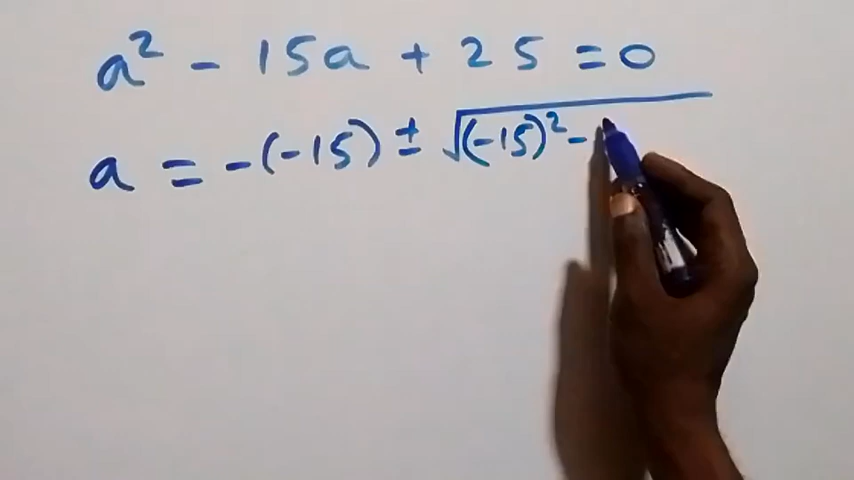 a² - 15a + 25 = 0
a = -(-15) ± √(-15)² -